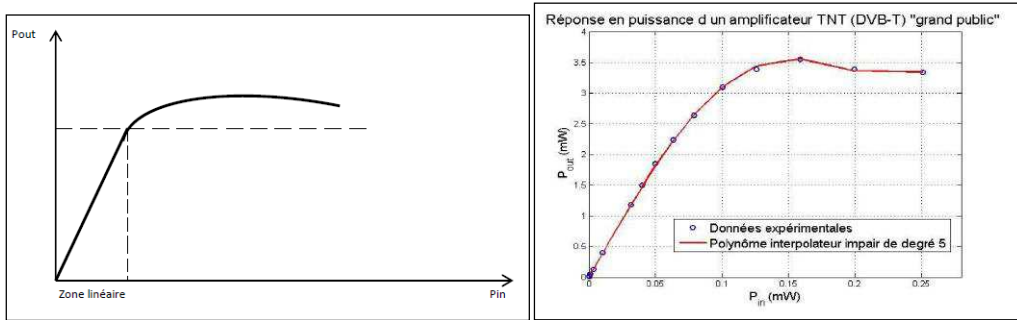 Pout
Zone linéaire
Pin
Réponse en puissance d un amplificateur TNT (DVB-T) "grand public"
4
3.5
3
2.5
2
1.5
1
0.5
0
P_out (mW)
Données expérimentales
Polynôme interpolateur impair de degré 5
0 0.05 0.1 0.15 0.2 0.25
P_in (mW)